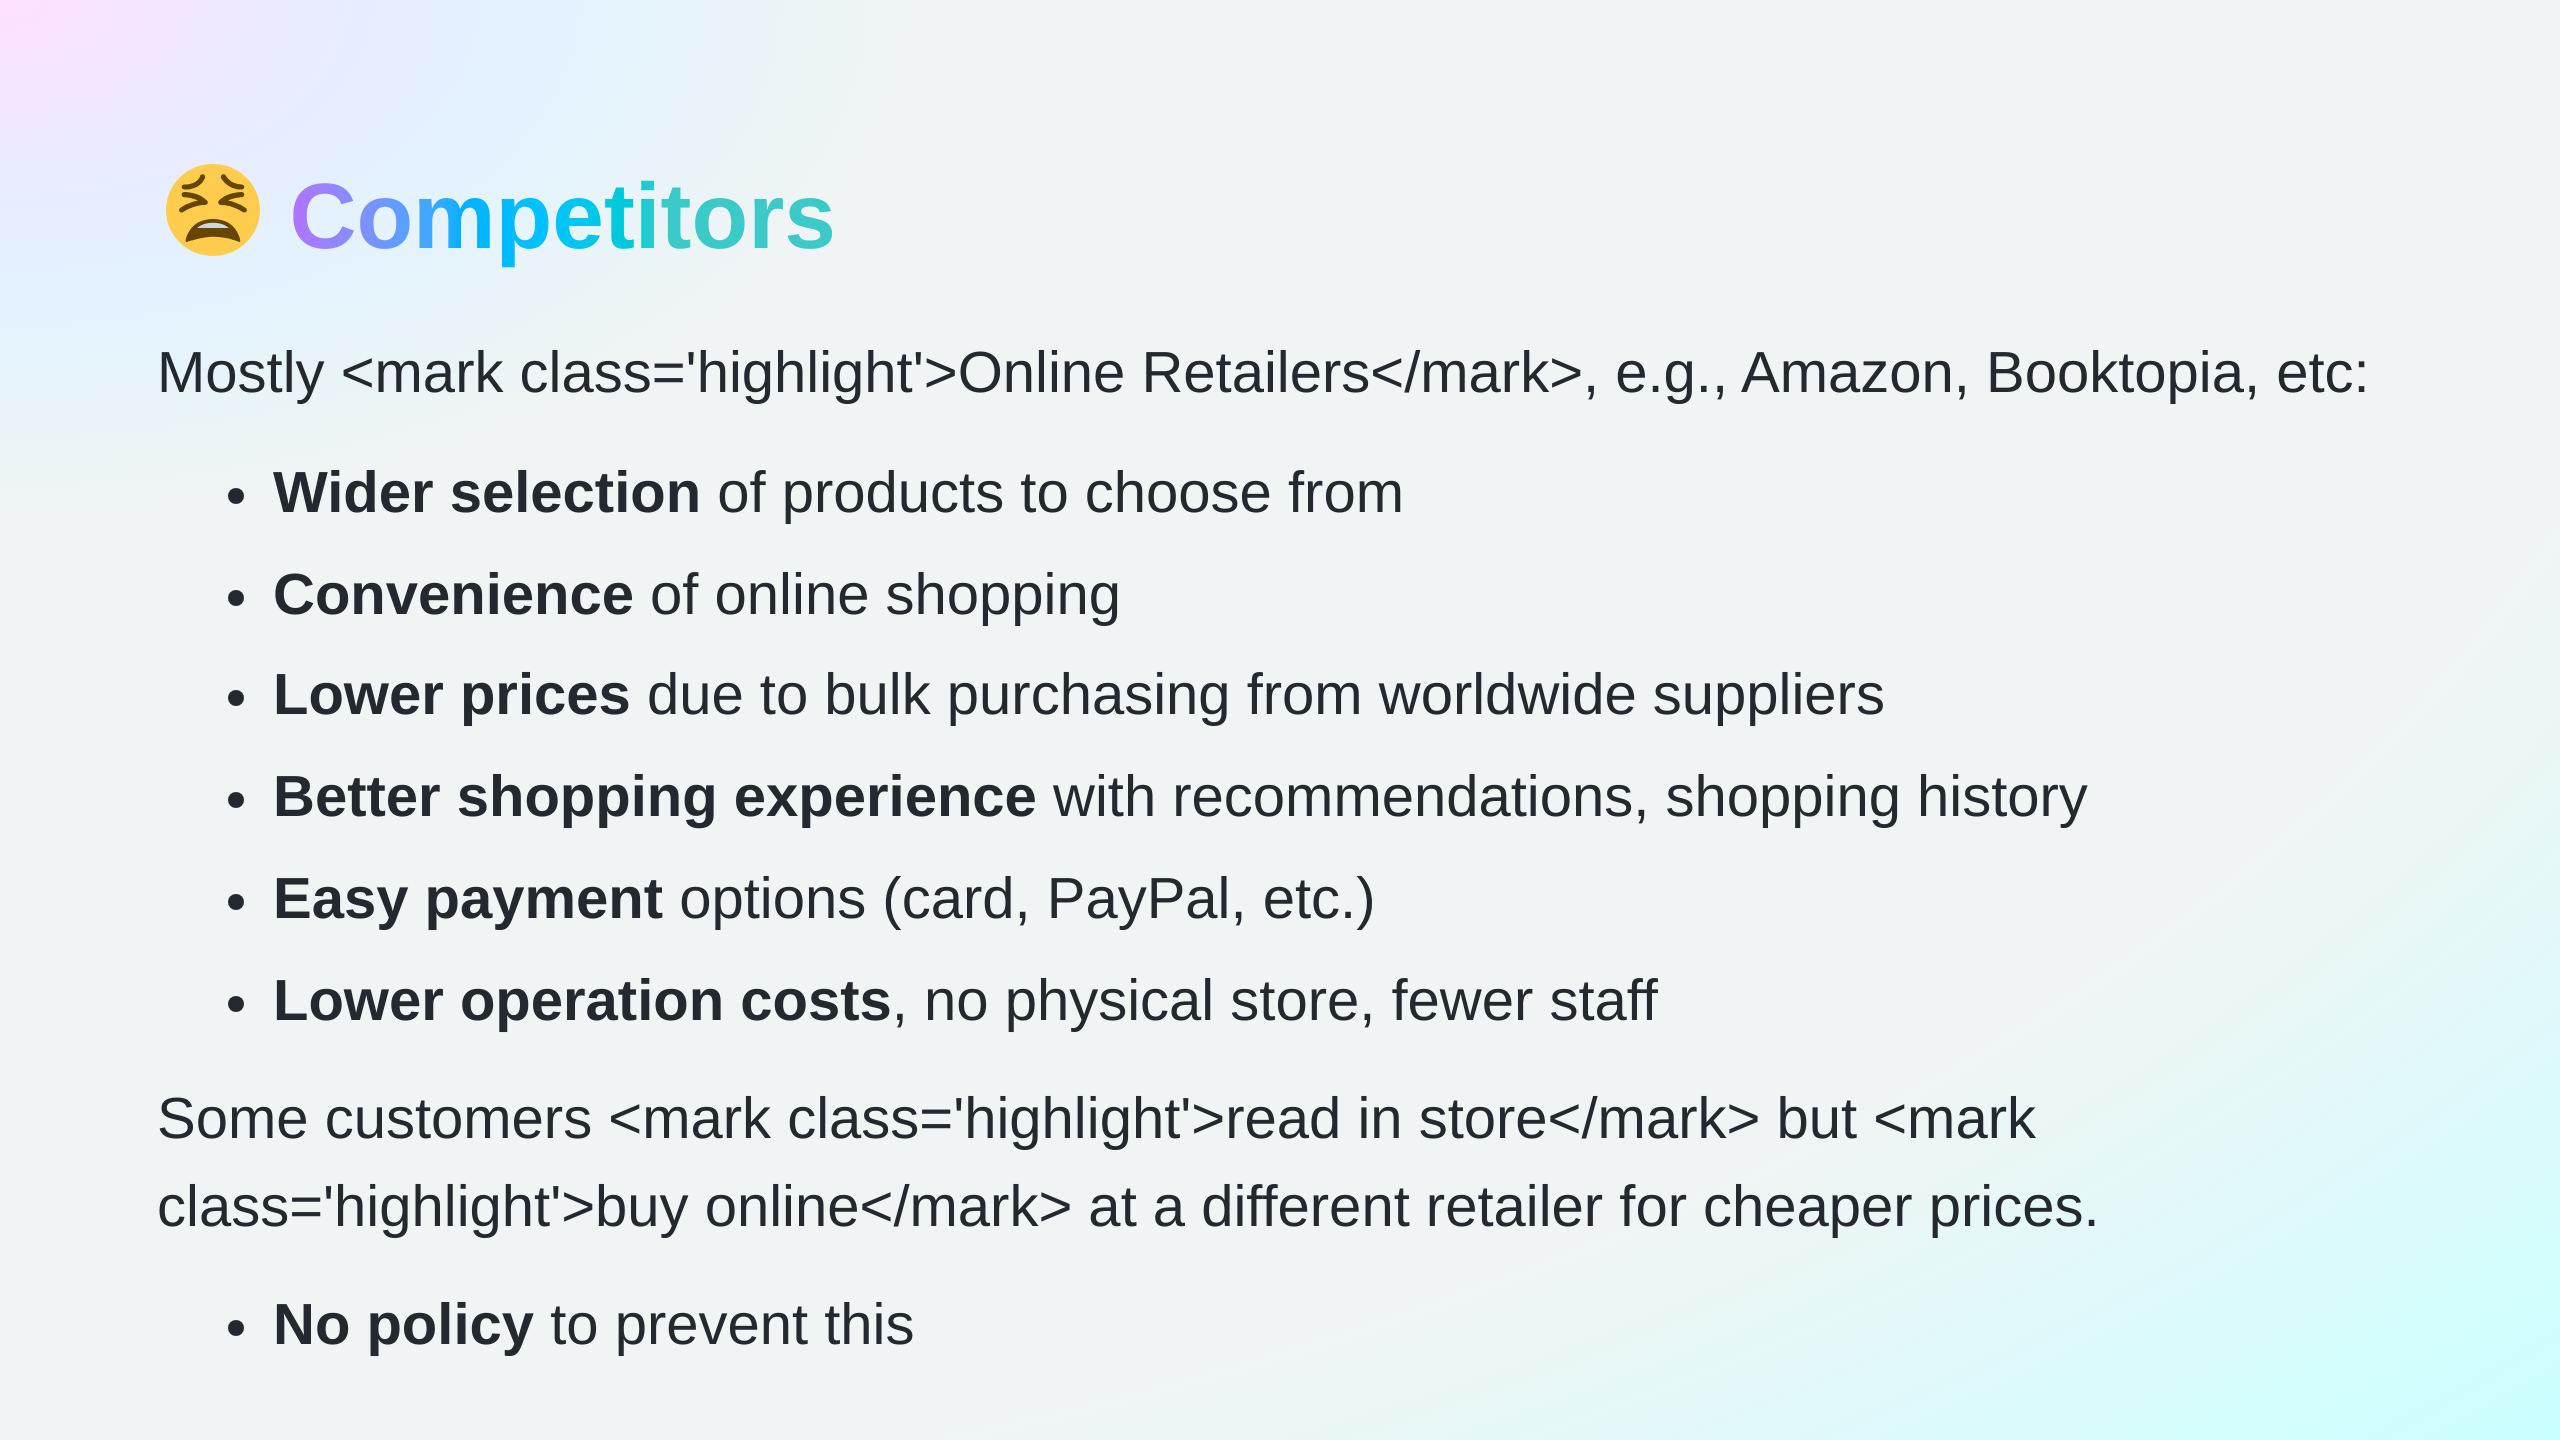 😫 Competitors
Mostly <mark class='highlight'>Online Retailers</mark>, e.g., Amazon, Booktopia, etc:
• Wider selection of products to choose from
• Convenience of online shopping
• Lower prices due to bulk purchasing from worldwide suppliers
• Better shopping experience with recommendations, shopping history
• Easy payment options (card, PayPal, etc.)
• Lower operation costs, no physical store, fewer staff
Some customers <mark class='highlight'>read in store</mark> but <mark
class='highlight'>buy online</mark> at a different retailer for cheaper prices.
• No policy to prevent this